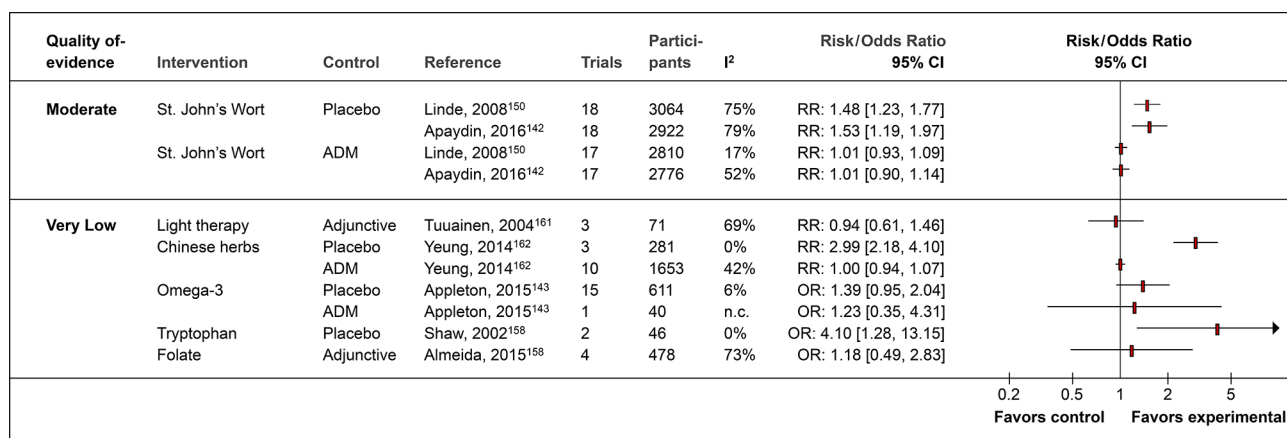 Quality of- Partici- Risk/Odds Ratio Risk/Odds Ratio
evidence Intervention Control Reference Trials pants I² 95% CI 95% CI
Moderate St. John's Wort Placebo Linde, 2008¹⁵⁰ 18 3064 75% RR: 1.48 [1.23, 1.77]
Apaydin, 2016¹⁴² 18 2922 79% RR: 1.53 [1.19, 1.97]
St. John's Wort ADM Linde, 2008¹⁵⁰ 17 2810 17% RR: 1.01 [0.93, 1.09]
Apaydin, 2016¹⁴² 17 2776 52% RR: 1.01 [0.90, 1.14]
Very Low Light therapy Adjunctive Tuuainen, 2004¹⁶¹ 3 71 69% RR: 0.94 [0.61, 1.46]
Chinese herbs Placebo Yeung, 2014¹⁶² 3 281 0% RR: 2.99 [2.18, 4.10]
ADM Yeung, 2014¹⁶² 10 1653 42% RR: 1.00 [0.94, 1.07]
Omega-3 Placebo Appleton, 2015¹⁴³ 15 611 6% OR: 1.39 [0.95, 2.04]
ADM Appleton, 2015¹⁴³ 1 40 n.c. OR: 1.23 [0.35, 4.31]
Tryptophan Placebo Shaw, 2002¹⁵⁸ 2 46 0% OR: 4.10 [1.28, 13.15]
Folate Adjunctive Almeida, 2015¹⁵⁸ 4 478 73% OR: 1.18 [0.49, 2.83]
0.2 0.5 1 2 5
Favors control Favors experimental